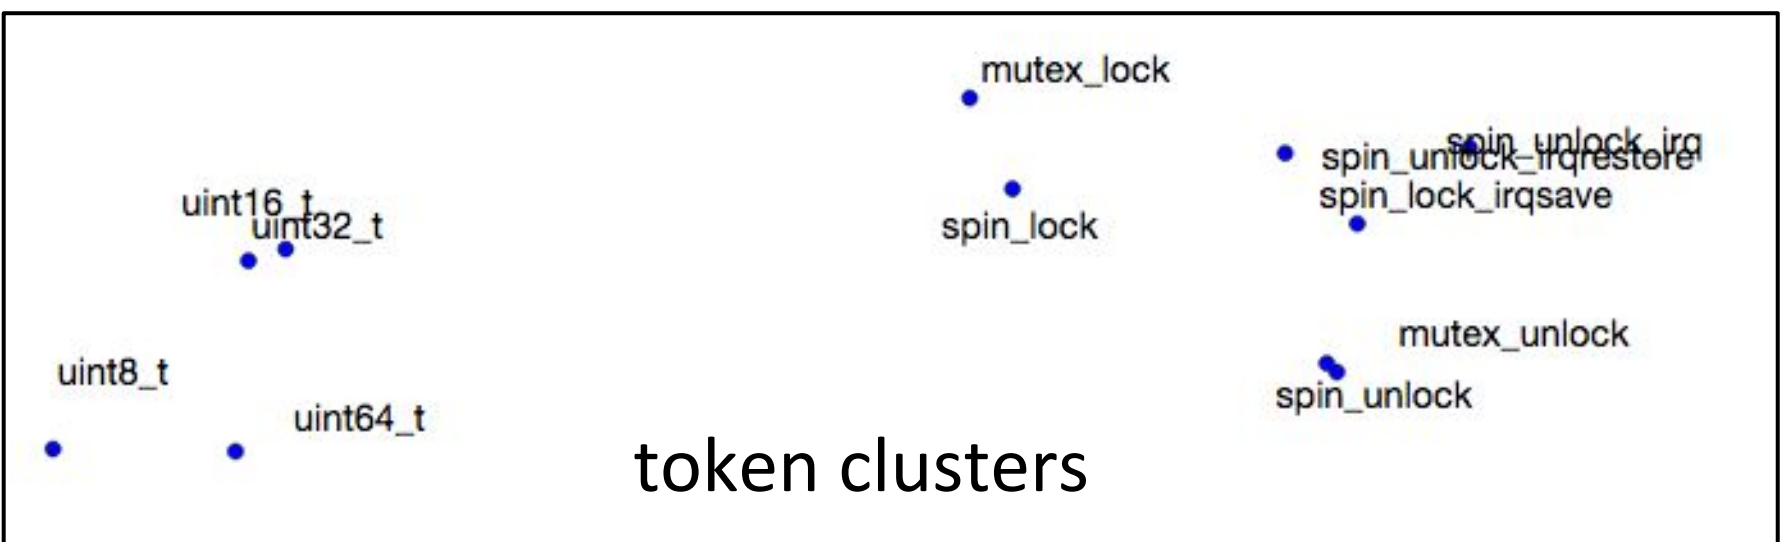 mutex_lock
spin_unlock_irq
spin_unlock_irqrestore
spin_lock_irqsave
uint16_t
uint32_t
spin_lock
mutex_unlock
uint8_t
spin_unlock
uint64_t
token clusters